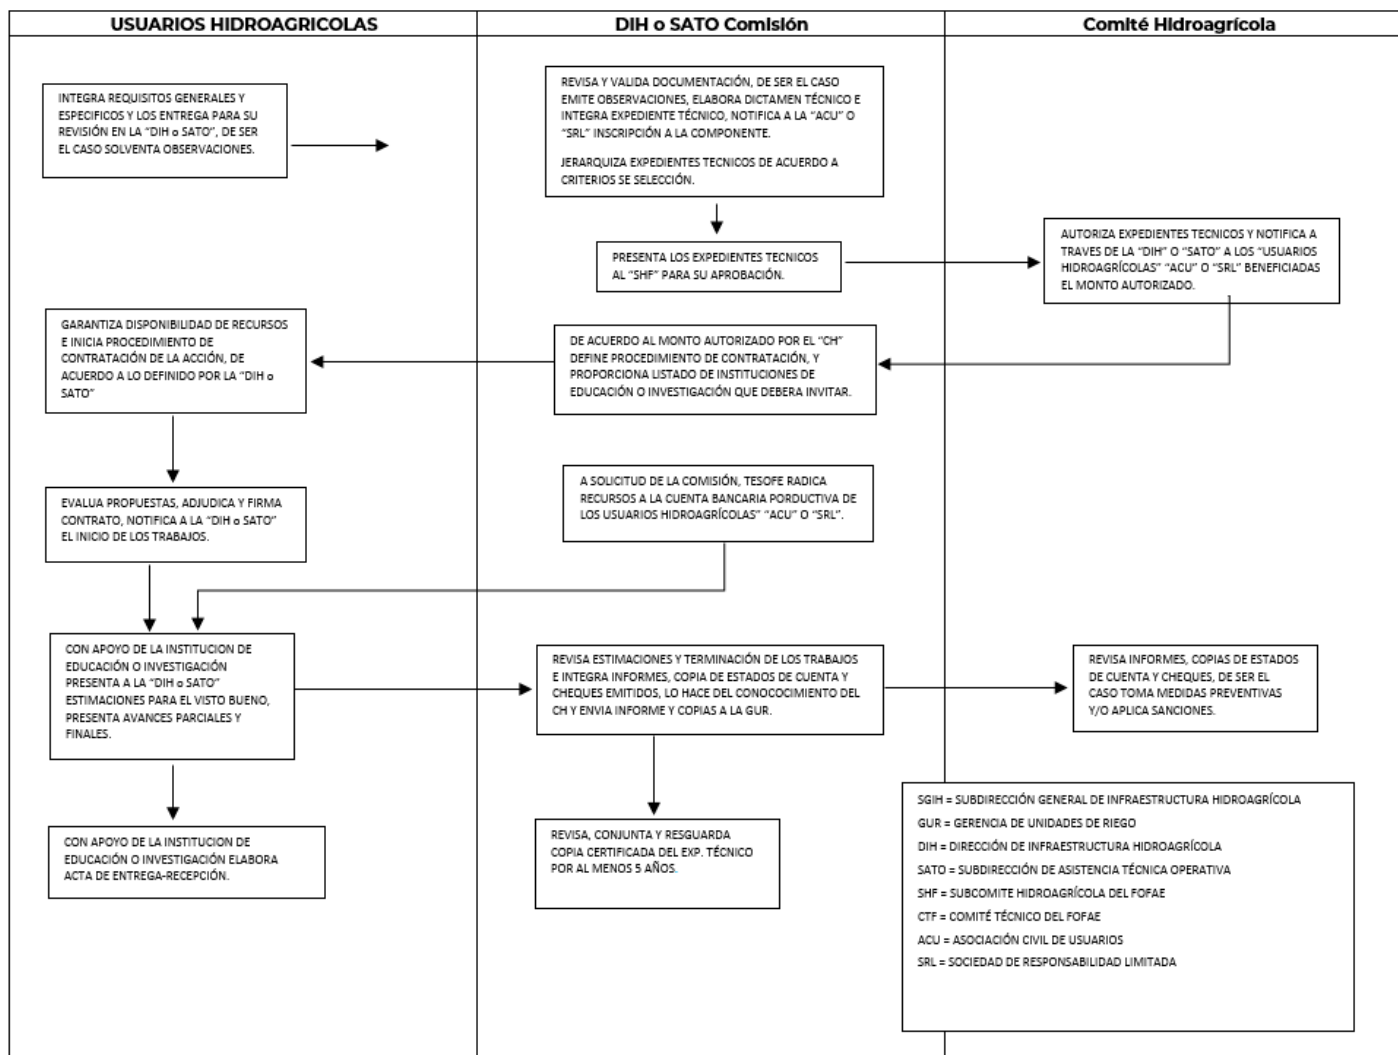 USUARIOS HIDROAGRICOLAS
DIH o SATO Comisión
Comité Hidroagrícola
INTEGRA REQUISITOS GENERALES Y
ESPECIFICOS Y LOS ENTREGA PARA SU
REVISIÓN EN LA “DIH o SATO”, DE SER
EL CASO SOLVENTA OBSERVACIONES.
REVISA Y VALIDA DOCUMENTACIÓN, DE SER EL CASO
EMITE OBSERVACIONES, ELABORA DICTAMEN TÉCNICO E
INTEGRA EXPEDIENTE TÉCNICO, NOTIFICA A LA “ACU” O
“SRL” INSCRIPCIÓN A LA COMPONENTE.
JERARQUIZA EXPEDIENTES TECNICOS DE ACUERDO A
CRITERIOS SE SELECCIÓN.
PRESENTA LOS EXPEDIENTES TECNICOS
AL “SHF” PARA SU APROBACIÓN.
AUTORIZA EXPEDIENTES TECNICOS Y NOTIFICA A
TRAVES DE LA “DIH” O “SATO” A LOS “USUARIOS
HIDROAGRÍCOLAS” “ACU” O “SRL” BENEFICIADAS
EL MONTO AUTORIZADO.
GARANTIZA DISPONIBILIDAD DE RECURSOS
E INICIA PROCEDIMIENTO DE
CONTRATACIÓN DE LA ACCIÓN, DE
ACUERDO A LO DEFINIDO POR LA “DIH o
SATO”
DE ACUERDO AL MONTO AUTORIZADO POR EL “CH”
DEFINE PROCEDIMIENTO DE CONTRATACIÓN, Y
PROPORCIONA LISTADO DE INSTITUCIONES DE
EDUCACIÓN O INVESTIGACIÓN QUE DEBERA INVITAR.
EVALUA PROPUESTAS, ADJUDICA Y FIRMA
CONTRATO, NOTIFICA A LA “DIH o SATO”
EL INICIO DE LOS TRABAJOS.
A SOLICITUD DE LA COMISIÓN, TESOFE RADICA
RECURSOS A LA CUENTA BANCARIA PORDUCTIVA DE
LOS USUARIOS HIDROAGRÍCOLAS” “ACU” O “SRL”.
CON APOYO DE LA INSTITUCION DE
EDUCACIÓN O INVESTIGACIÓN
PRESENTA A LA “DIH o SATO”
ESTIMACIONES PARA EL VISTO BUENO,
PRESENTA AVANCES PARCIALES Y
FINALES.
REVISA ESTIMACIONES Y TERMINACIÓN DE LOS TRABAJOS
E INTEGRA INFORMES, COPIA DE ESTADOS DE CUENTA Y
CHEQUES EMITIDOS, LO HACE DEL CONOCOCIMIENTO DEL
CH Y ENVIA INFORME Y COPIAS A LA GUR.
REVISA INFORMES, COPIAS DE ESTADOS
DE CUENTA Y CHEQUES, DE SER EL
CASO TOMA MEDIDAS PREVENTIVAS
Y/O APLICA SANCIONES.
CON APOYO DE LA INSTITUCION DE
EDUCACIÓN O INVESTIGACIÓN ELABORA
ACTA DE ENTREGA-RECEPCIÓN.
REVISA, CONJUNTA Y RESGUARDA
COPIA CERTIFICADA DEL EXP. TÉCNICO
POR AL MENOS 5 AÑOS.
SGIH = SUBDIRECCIÓN GENERAL DE INFRAESTRUCTURA HIDROAGRÍCOLA
GUR = GERENCIA DE UNIDADES DE RIEGO
DIH = DIRECCIÓN DE INFRAESTRUCTURA HIDROAGRÍCOLA
SATO = SUBDIRECCIÓN DE ASISTENCIA TÉCNICA OPERATIVA
SHF = SUBCOMITE HIDROAGRÍCOLA DEL FOFAE
CTF = COMITÉ TÉCNICO DEL FOFAE
ACU = ASOCIACIÓN CIVIL DE USUARIOS
SRL = SOCIEDAD DE RESPONSABILIDAD LIMITADA